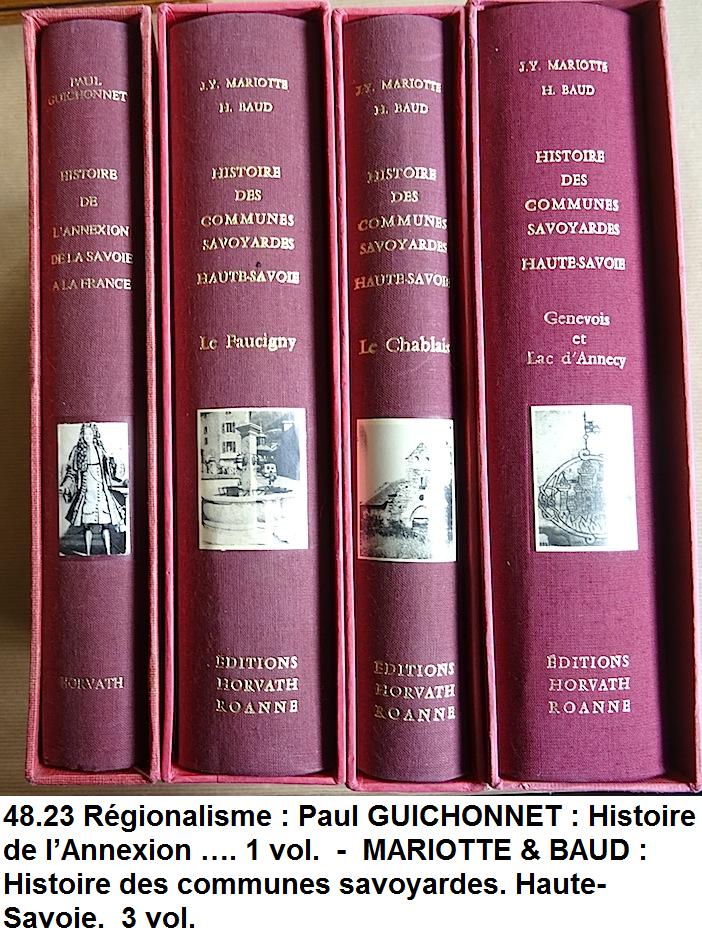 PAUL
GUICHONNET
HISTOIRE
DE
L'ANNEXION
DE LA SAVOIE
A LA FRANCE
HORVATH
J.Y. MARIOTTE
H. BAUD
HISTOIRE
DES
COMMUNES
SAVOYARDES
HAUTE-SAVOIE
Le Faucigny
EDITIONS
HORVATH
ROANNE
J.Y. MARIOTTE
H. BAUD
HISTOIRE
DES
COMMUNES
SAVOYARDES
HAUTE-SAVOIE
Le Chablais
EDITIONS
HORVATH
ROANNE
J.Y. MARIOTTE
H. BAUD
HISTOIRE
DES
COMMUNES
SAVOYARDES
HAUTE-SAVOIE
Genevois
et
Lac d'Annecy
ÉDITIONS
HORVATH
ROANNE
48.23 Régionalisme : Paul GUICHONNET : Histoire
de l’Annexion …. 1 vol. - MARIOTTE & BAUD :
Histoire des communes savoyardes. Haute-
Savoie. 3 vol.